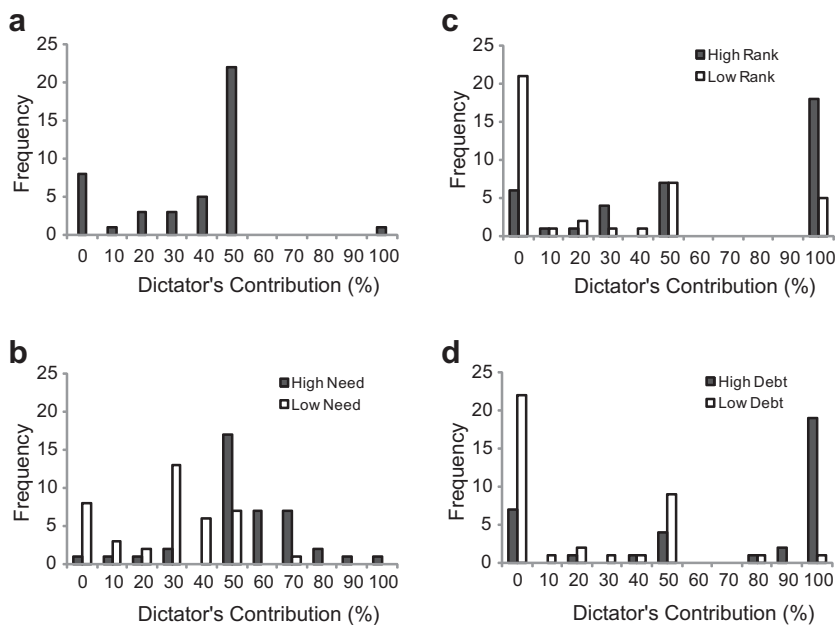 a
25
20
15
10
5
0
Frequency
0 10 20 30 40 50 60 70 80 90 100
Dictator's Contribution (%)
c
25
20
15
10
5
0
Frequency
High Rank
Low Rank
0 10 20 30 40 50 60 70 80 90 100
Dictator's Contribution (%)
b
25
20
15
10
5
0
Frequency
High Need
Low Need
0 10 20 30 40 50 60 70 80 90 100
Dictator's Contribution (%)
d
25
20
15
10
5
0
Frequency
High Debt
Low Debt
0 10 20 30 40 50 60 70 80 90 100
Dictator's Contribution (%)